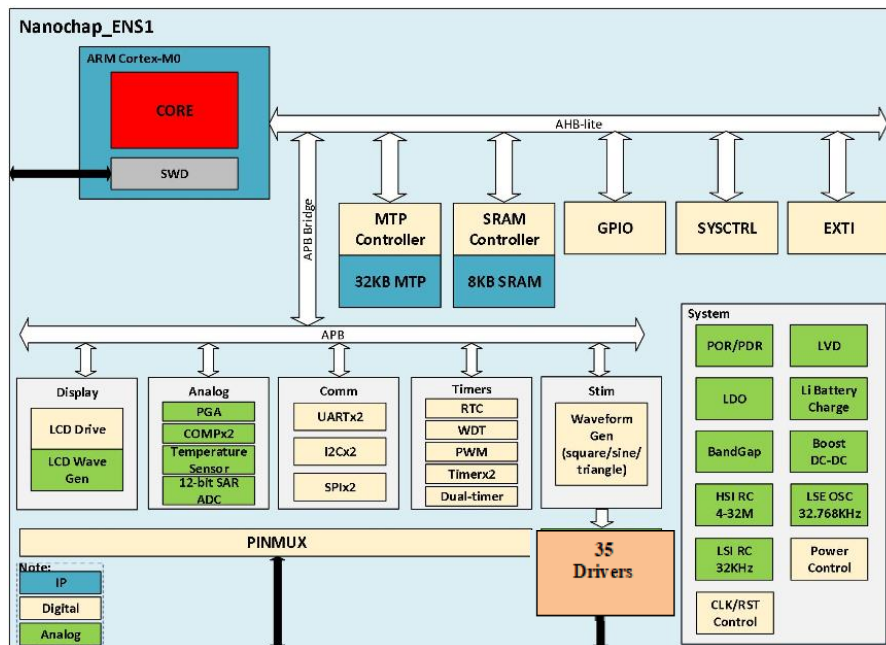 Nanochap_ENS1
ARM Cortex-M0
CORE
SWD
AHB-lite
APB Bridge
MTP
Controller
32KB MTP
SRAM
Controller
8KB SRAM
GPIO
SYSCTRL
EXTI
APB
Display
LCD Drive
LCD Wave
Gen
Analog
PGA
COMPx2
Temperature
Sensor
12-bit SAR
ADC
Comm
UARTx2
I2Cx2
SPIx2
Timers
RTC
WDT
PWM
Timerx2
Dual-timer
Stim
Waveform
Gen
(square/sine/
triangle)
System
POR/PDR
LVD
LDO
Li Battery
Charge
BandGap
Boost
DC-DC
HSI RC
4-32M
LSE OSC
32.768KHz
LSI RC
32KHz
Power
Control
CLK/RST
Control
PINMUX
35
Drivers
Note:
IP
Digital
Analog